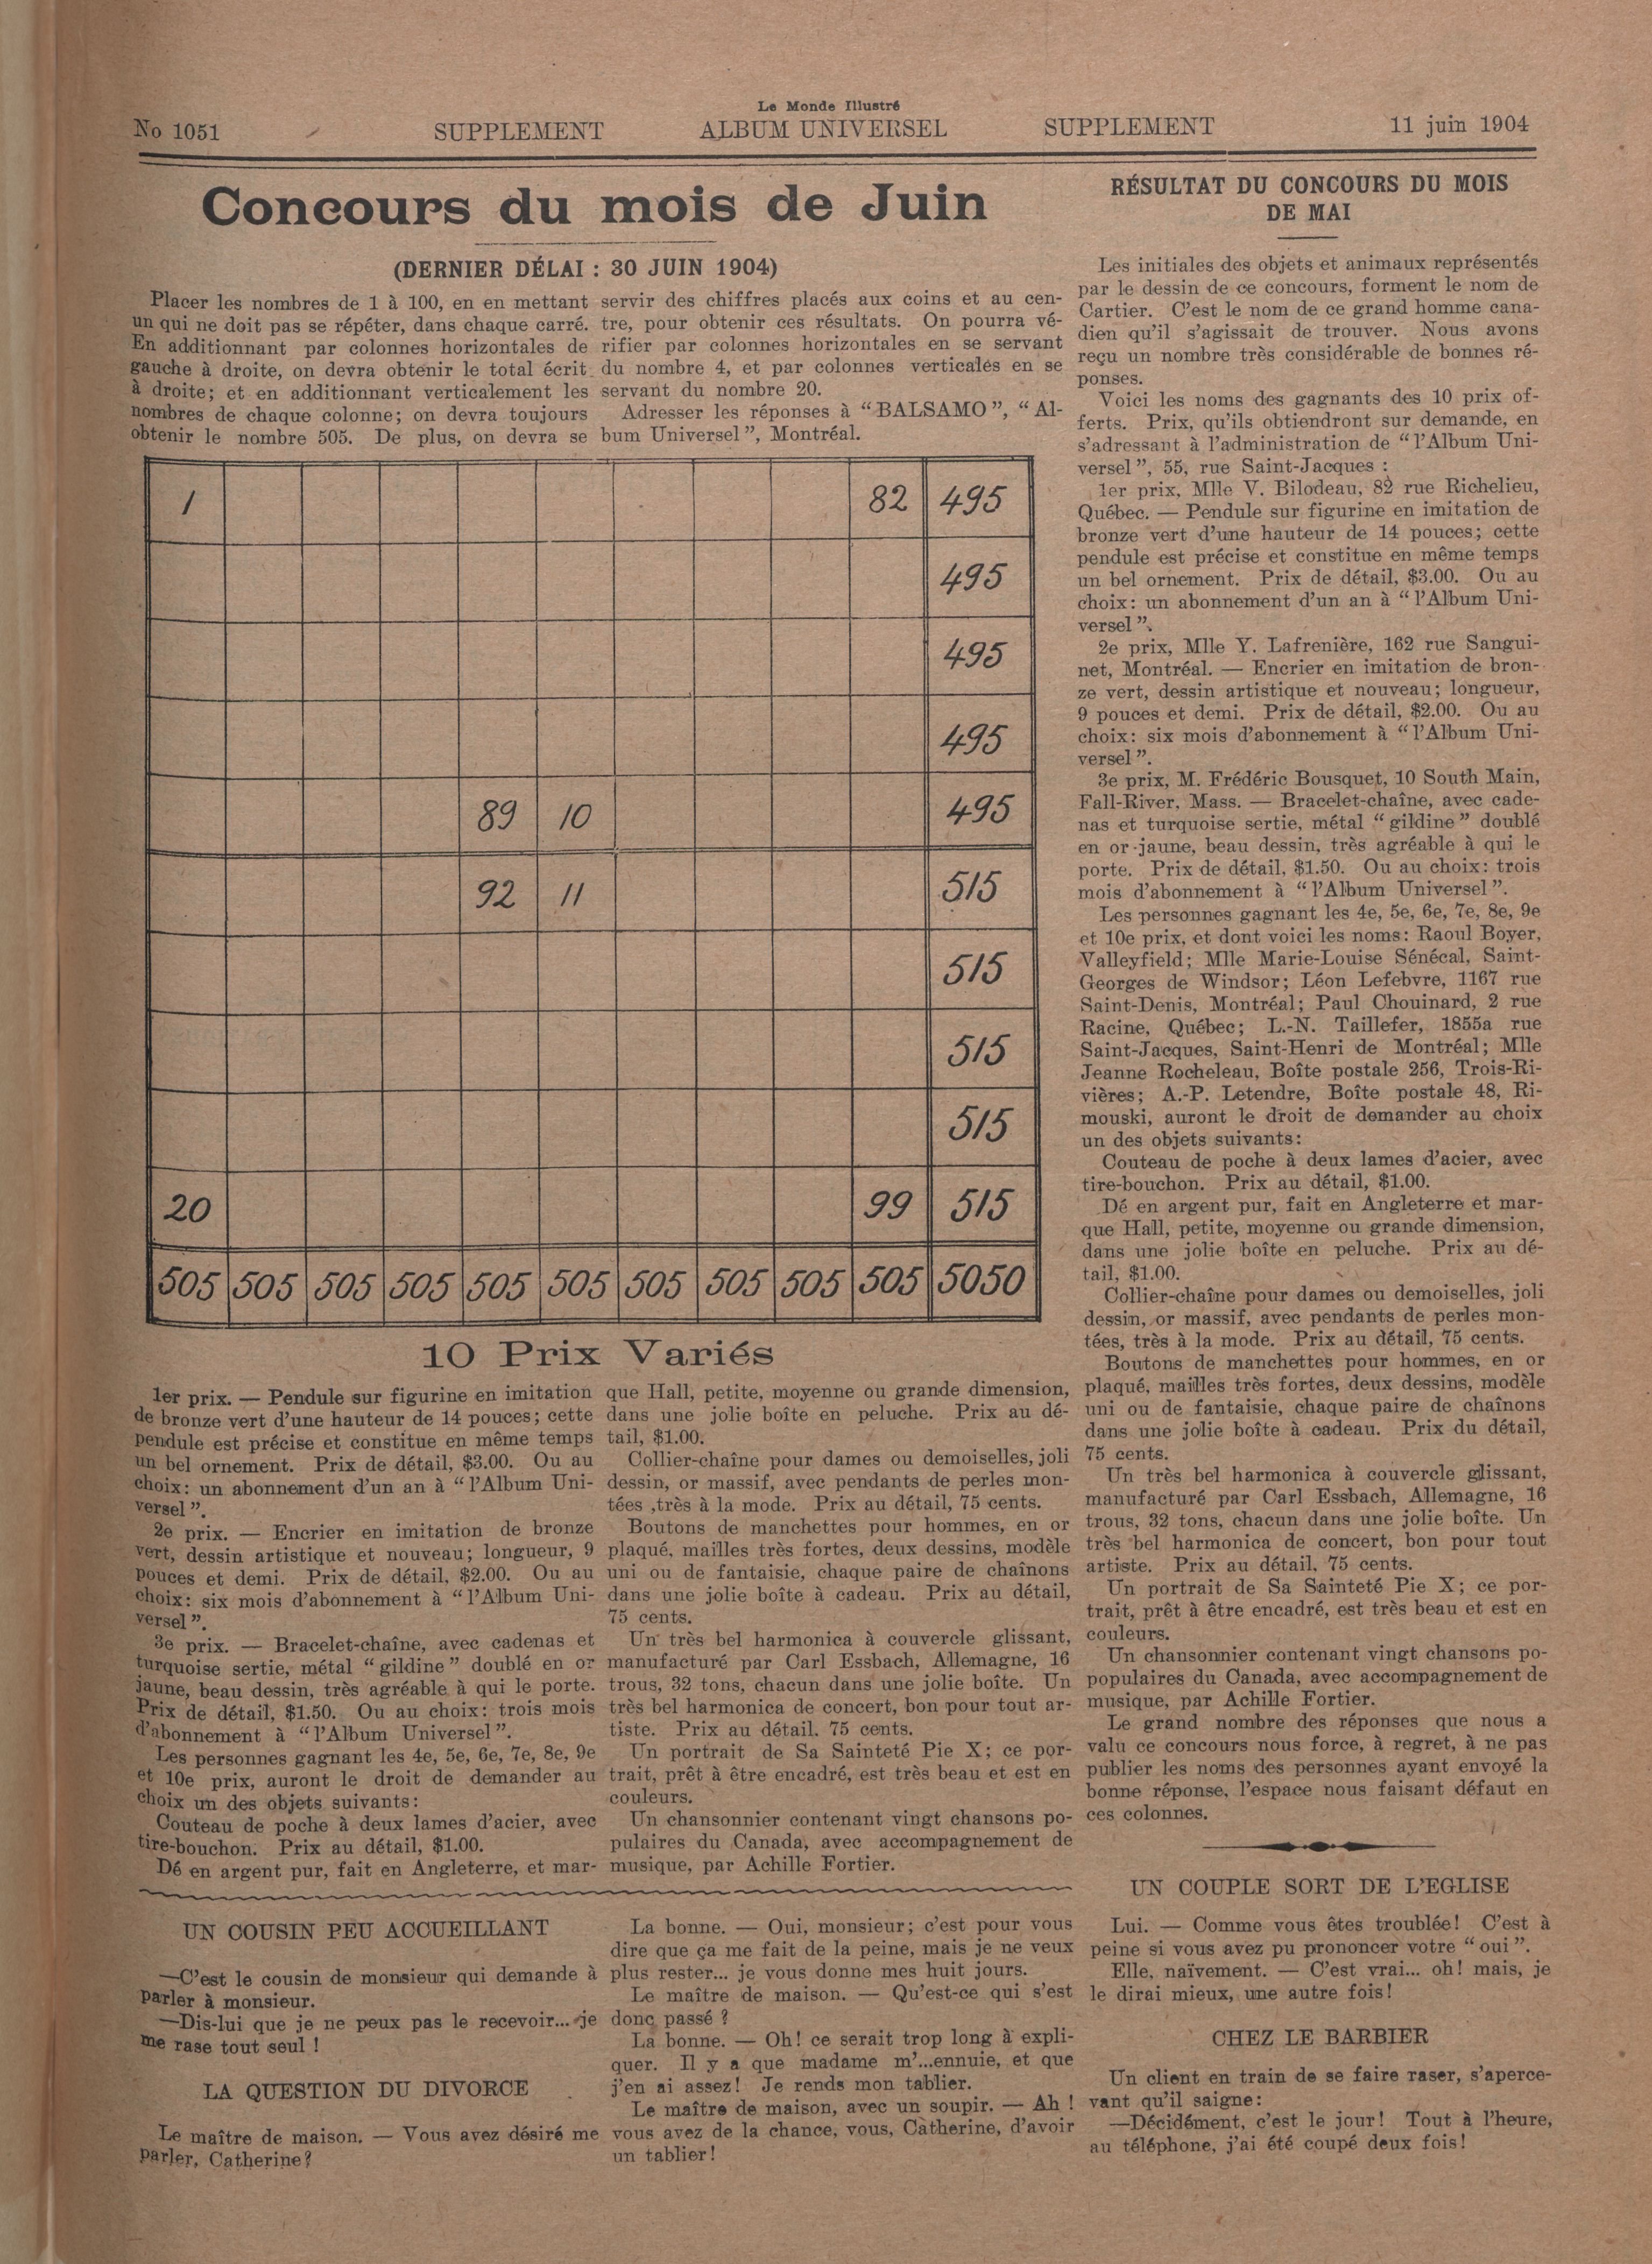 Le Monde Illustré
No 1051 SUPPLEMENT ALBUM UNIVERSEL SUPPLEMENT 11 juin 1904
Concours du mois de Juin
(DERNIER DÉLAI : 30 JUIN 1904)
Placer les nombres de 1 à 100, en en mettant
un qui ne doit pas se répéter, dans chaque carré.
En additionnant par colonnes horizontales de
gauche à droite, on devra obtenir le total écrit
à droite; et en additionnant verticalement les
nombres de chaque colonne; on devra toujours
obtenir le nombre 505. De plus, on devra se
servir des chiffres placés aux coins et au cen-
tre, pour obtenir ces résultats. On pourra vé-
rifier par colonnes horizontales en se servant
du nombre 4, et par colonnes verticales en se
servant du nombre 20.
Adresser les réponses à “BALSAMO”, “Al-
bum Universel”, Montréal.
1 82 495
495
495
495
89 10 495
92 11 515
515
515
515
20 99 515
505 505 505 505 505 505 505 505 505 505 5050
10 Prix Variés
1er prix. — Pendule sur figurine en imitation
de bronze vert d'une hauteur de 14 pouces; cette
pendule est précise et constitue en même temps
un bel ornement. Prix de détail, $3.00. Ou au
choix: un abonnement d'un an à “l'Album Uni-
versel”.
2e prix. — Encrier en imitation de bronze
vert, dessin artistique et nouveau; longueur, 9
pouces et demi. Prix de détail, $2.00. Ou au
choix: six mois d'abonnement à “l'Album Uni-
versel”.
3e prix. — Bracelet-chaîne, avec cadenas et
turquoise sertie, métal “gildine” doublé en or
jaune, beau dessin, très agréable à qui le porte.
Prix de détail, $1.50. Ou au choix: trois mois
d'abonnement à “l'Album Universel”.
Les personnes gagnant les 4e, 5e, 6e, 7e, 8e, 9e
et 10e prix, auront le droit de demander au
choix un des objets suivants:
Couteau de poche à deux lames d'acier, avec
tire-bouchon. Prix au détail, $1.00.
Dé en argent pur, fait en Angleterre, et mar-
que Hall, petite, moyenne ou grande dimension,
dans une jolie boîte en peluche. Prix au dé-
tail, $1.00.
Collier-chaîne pour dames ou demoiselles, joli
dessin, or massif, avec pendants de perles mon-
tées ,très à la mode. Prix au détail, 75 cents.
Boutons de manchettes pour hommes, en or
plaqué, mailles très fortes, deux dessins, modèle
uni ou de fantaisie, chaque paire de chaînons
dans une jolie boîte à cadeau. Prix au détail,
75 cents.
Un très bel harmonica à couvercle glissant,
manufacturé par Carl Essbach, Allemagne, 16
trous, 32 tons, chacun dans une jolie boîte. Un
très bel harmonica de concert, bon pour tout ar-
tiste. Prix au détail. 75 cents.
Un portrait de Sa Sainteté Pie X; ce por-
trait, prêt à être encadré, est très beau et est en
couleurs.
Un chansonnier contenant vingt chansons po-
pulaires du Canada, avec accompagnement de
musique, par Achille Fortier.
RÉSULTAT DU CONCOURS DU MOIS
DE MAI
Les initiales des objets et animaux représentés
par le dessin de ce concours, forment le nom de
Cartier. C'est le nom de ce grand homme cana-
dien qu'il s'agissait de trouver. Nous avons
reçu un nombre très considérable de bonnes ré-
ponses.
Voici les noms des gagnants des 10 prix of-
ferts. Prix, qu'ils obtiendront sur demande, en
s'adressant à l'administration de “l'Album Uni-
versel”, 55, rue Saint-Jacques :
1er prix, Mlle V. Bilodeau, 82 rue Richelieu,
Québec. — Pendule sur figurine en imitation de
bronze vert d'une hauteur de 14 pouces; cette
pendule est précise et constitue en même temps
un bel ornement. Prix de détail, $3.00. Ou au
choix: un abonnement d'un an à “l'Album Uni-
versel”.
2e prix, Mlle Y. Lafrenière, 162 rue Sangui-
net, Montréal. — Encrier en imitation de bron-
ze vert, dessin artistique et nouveau; longueur,
9 pouces et demi. Prix de détail, $2.00. Ou au
choix: six mois d'abonnement à “l'Album Uni-
versel”.
3e prix, M. Frédéric Bousquet, 10 South Main,
Fall-River, Mass. — Bracelet-chaîne, avec cade-
nas et turquoise sertie, métal “gildine” doublé
en or-jaune, beau dessin, très agréable à qui le
porte. Prix de détail, $1.50. Ou au choix: trois
mois d'abonnement à “l'Album Universel”.
Les personnes gagnant les 4e, 5e, 6e, 7e, 8e, 9e
et 10e prix, et dont voici les noms: Raoul Boyer,
Valleyfield; Mlle Marie-Louise Sénécal, Saint-
Georges de Windsor; Léon Lefebvre, 1167 rue
Saint-Denis, Montréal; Paul Chouinard, 2 rue
Racine, Québec; L.-N. Taillefer, 1855a rue
Saint-Jacques, Saint-Henri de Montréal; Mlle
Jeanne Rocheleau, Boîte postale 256, Trois-Ri-
vières; A.-P. Letendre, Boîte postale 48, Ri-
mouski, auront le droit de demander au choix
un des objets suivants:
Couteau de poche à deux lames d'acier, avec
tire-bouchon. Prix au détail, $1.00.
Dé en argent pur, fait en Angleterre et mar-
que Hall, petite, moyenne ou grande dimension,
dans une jolie boîte en peluche. Prix au dé-
tail, $1.00.
Collier-chaîne pour dames ou demoiselles, joli
dessin, or massif, avec pendants de perles mon-
tées, très à la mode. Prix au détail, 75 cents.
Boutons de manchettes pour hommes, en or
plaqué, mailles très fortes, deux dessins, modèle
uni ou de fantaisie, chaque paire de chaînons
dans une jolie boîte à cadeau. Prix du détail,
75 cents.
Un très bel harmonica à couvercle glissant,
manufacturé par Carl Essbach, Allemagne, 16
trous, 32 tons, chacun dans une jolie boîte. Un
très bel harmonica de concert, bon pour tout
artiste. Prix au détail, 75 cents.
Un portrait de Sa Sainteté Pie X; ce por-
trait, prêt à être encadré, est très beau et est en
couleurs.
Un chansonnier contenant vingt chansons po-
populaires du Canada, avec accompagnement de
musique, par Achille Fortier.
Le grand nombre des réponses que nous a
valu ce concours nous force, à regret, à ne pas
publier les noms des personnes ayant envoyé la
bonne réponse, l'espace nous faisant défaut en
ces colonnes.
UN COUSIN PEU ACCUEILLANT
—C'est le cousin de monsieur qui demande à
parler à monsieur.
—Dis-lui que je ne peux pas le recevoir... je
me rase tout seul !
LA QUESTION DU DIVORCE
Le maître de maison. — Vous avez désiré me
parler, Catherine?
La bonne. — Oui, monsieur; c'est pour vous
dire que ça me fait de la peine, mais je ne veux
plus rester... je vous donne mes huit jours.
Le maître de maison. — Qu'est-ce qui s'est
donc passé ?
La bonne. — Oh! ce serait trop long à expli-
quer. Il y a que madame m'...ennuie, et que
j'en ai assez! Je rends mon tablier.
Le maître de maison, avec un soupir. — Ah !
vous avez de la chance, vous, Catherine, d'avoir
un tablier!
UN COUPLE SORT DE L'EGLISE
Lui. — Comme vous êtes troublée! C'est à
peine si vous avez pu prononcer votre “oui”.
Elle, naïvement. — C'est vrai... oh! mais, je
le dirai mieux, une autre fois!
CHEZ LE BARBIER
Un client en train de se faire raser, s'aperce-
vant qu'il saigne:
—Décidément, c'est le jour! Tout à l'heure,
au téléphone, j'ai été coupé deux fois!